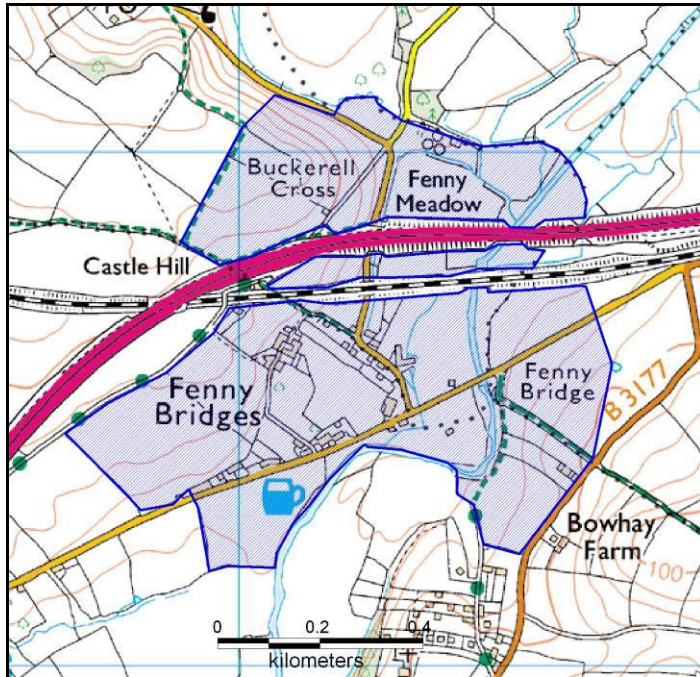 Buckerell
Cross
Fenny
Meadow
Castle Hill
Fenny
Bridges
Fenny
Bridge
B 3177
Bowhay
Farm
100
0 0.2 0.4
kilometers